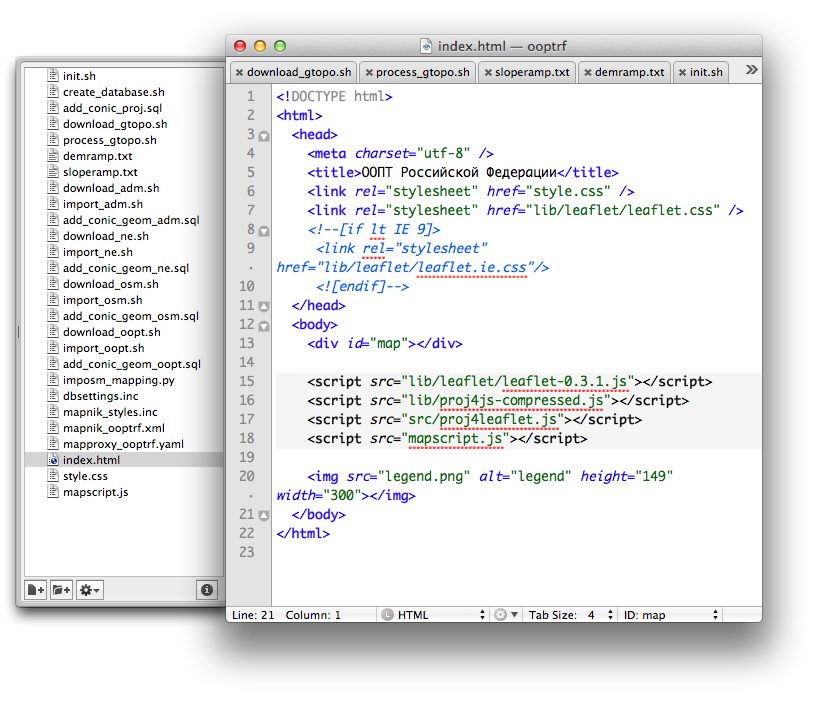 init.sh
create_database.sh
add_conic_proj.sql
download_gtopo.sh
process_gtopo.sh
demramp.txt
sloperamp.txt
download_adm.sh
import_adm.sh
add_conic_geom_adm.sql
download_ne.sh
import_ne.sh
add_conic_geom_ne.sql
download_osm.sh
import_osm.sh
add_conic_geom_osm.sql
download_oopt.sh
import_oopt.sh
add_conic_geom_oopt.sql
imposm_mapping.py
dbsettings.inc
mapnik_styles.inc
mapnik_ooptrf.xml
mapproxy_ooptrf.yaml
index.html
style.css
mapscript.js
index.html — ooptrf
× download_gtopo.sh × process_gtopo.sh × sloperamp.txt × demramp.txt × init.sh »
1 <!DOCTYPE html>
2 <html>
3 <head>
4 <meta charset="utf-8" />
5 <title>ООПТ Российской Федерации</title>
6 <link rel="stylesheet" href="style.css" />
7 <link rel="stylesheet" href="lib/leaflet/leaflet.css" />
8 <!--[if lt IE 9]>
9 <link rel="stylesheet"
· href="lib/leaflet/leaflet.ie.css"/>
10 <![endif]-->
11 </head>
12 <body>
13 <div id="map"></div>
14
15 <script src="lib/leaflet/leaflet-0.3.1.js"></script>
16 <script src="lib/proj4js-compressed.js"></script>
17 <script src="src/proj4leaflet.js"></script>
18 <script src="mapscript.js"></script>
19
20 <img src="legend.png" alt="legend" height="149"
· width="300"></img>
21 </body>
22 </html>
23
Line: 21 Column: 1 L HTML Tab Size: 4 ID: map